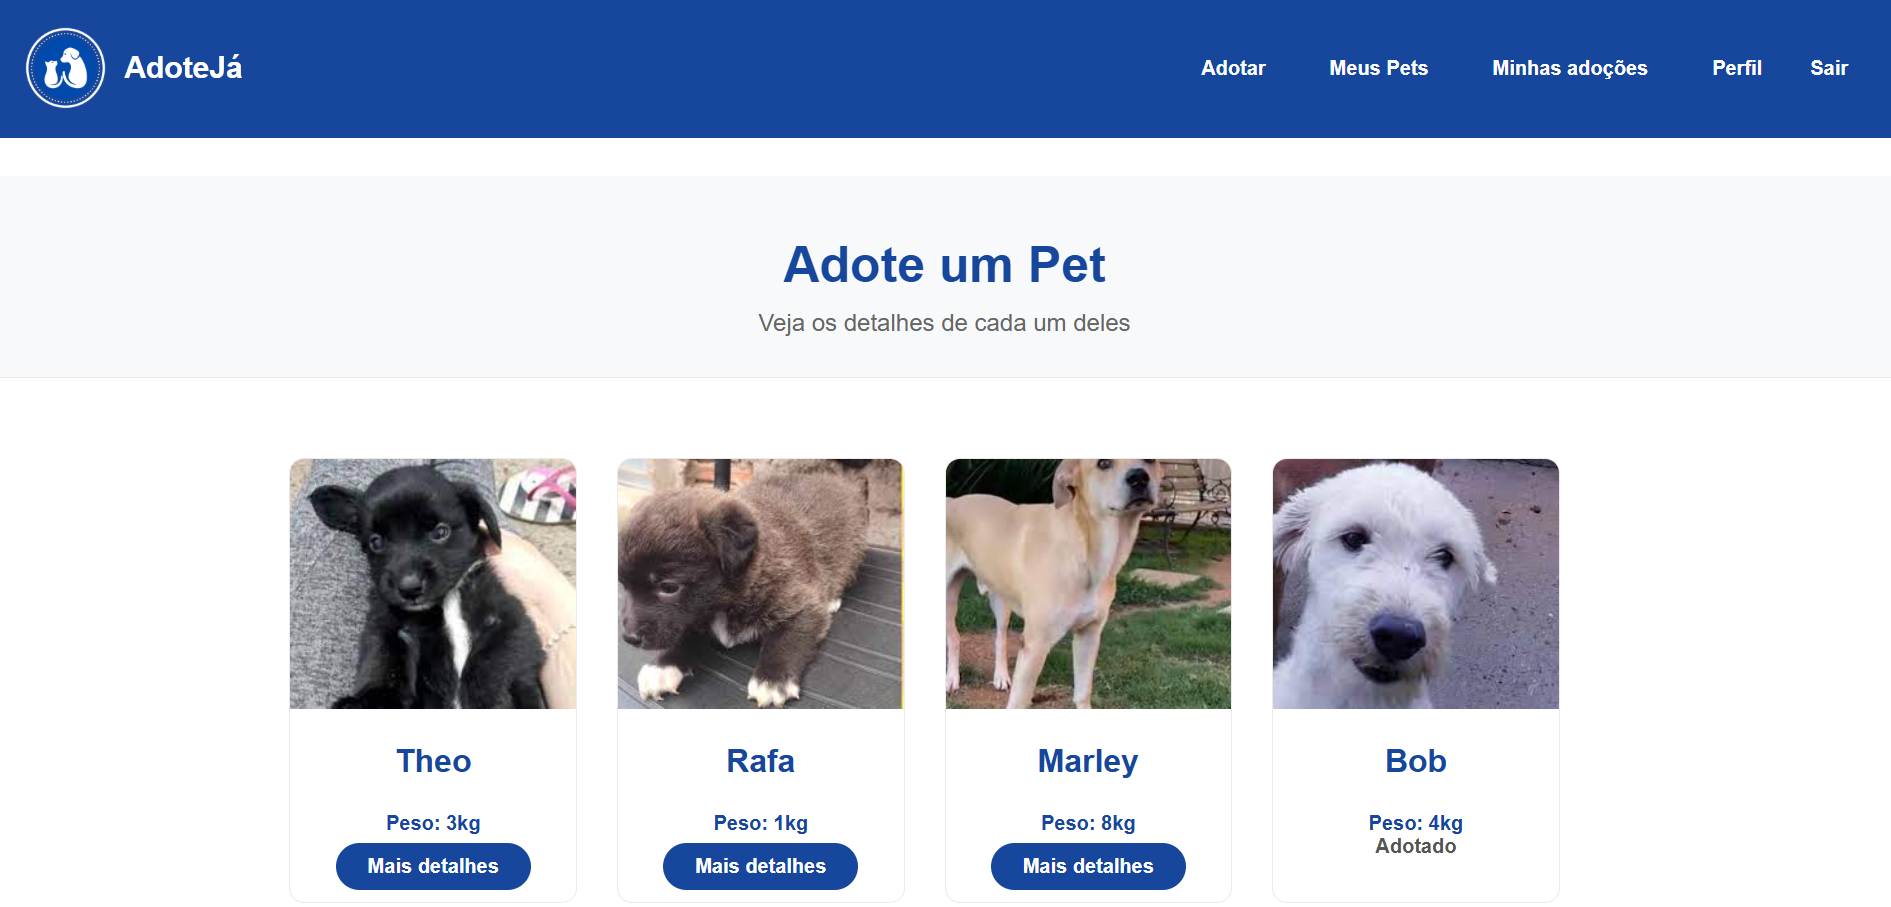 AdoteJá
Adotar Meus Pets Minhas adoções Perfil Sair
Adote um Pet
Veja os detalhes de cada um deles
Theo
Peso: 3kg
Mais detalhes
Rafa
Peso: 1kg
Mais detalhes
Marley
Peso: 8kg
Mais detalhes
Bob
Peso: 4kg
Adotado